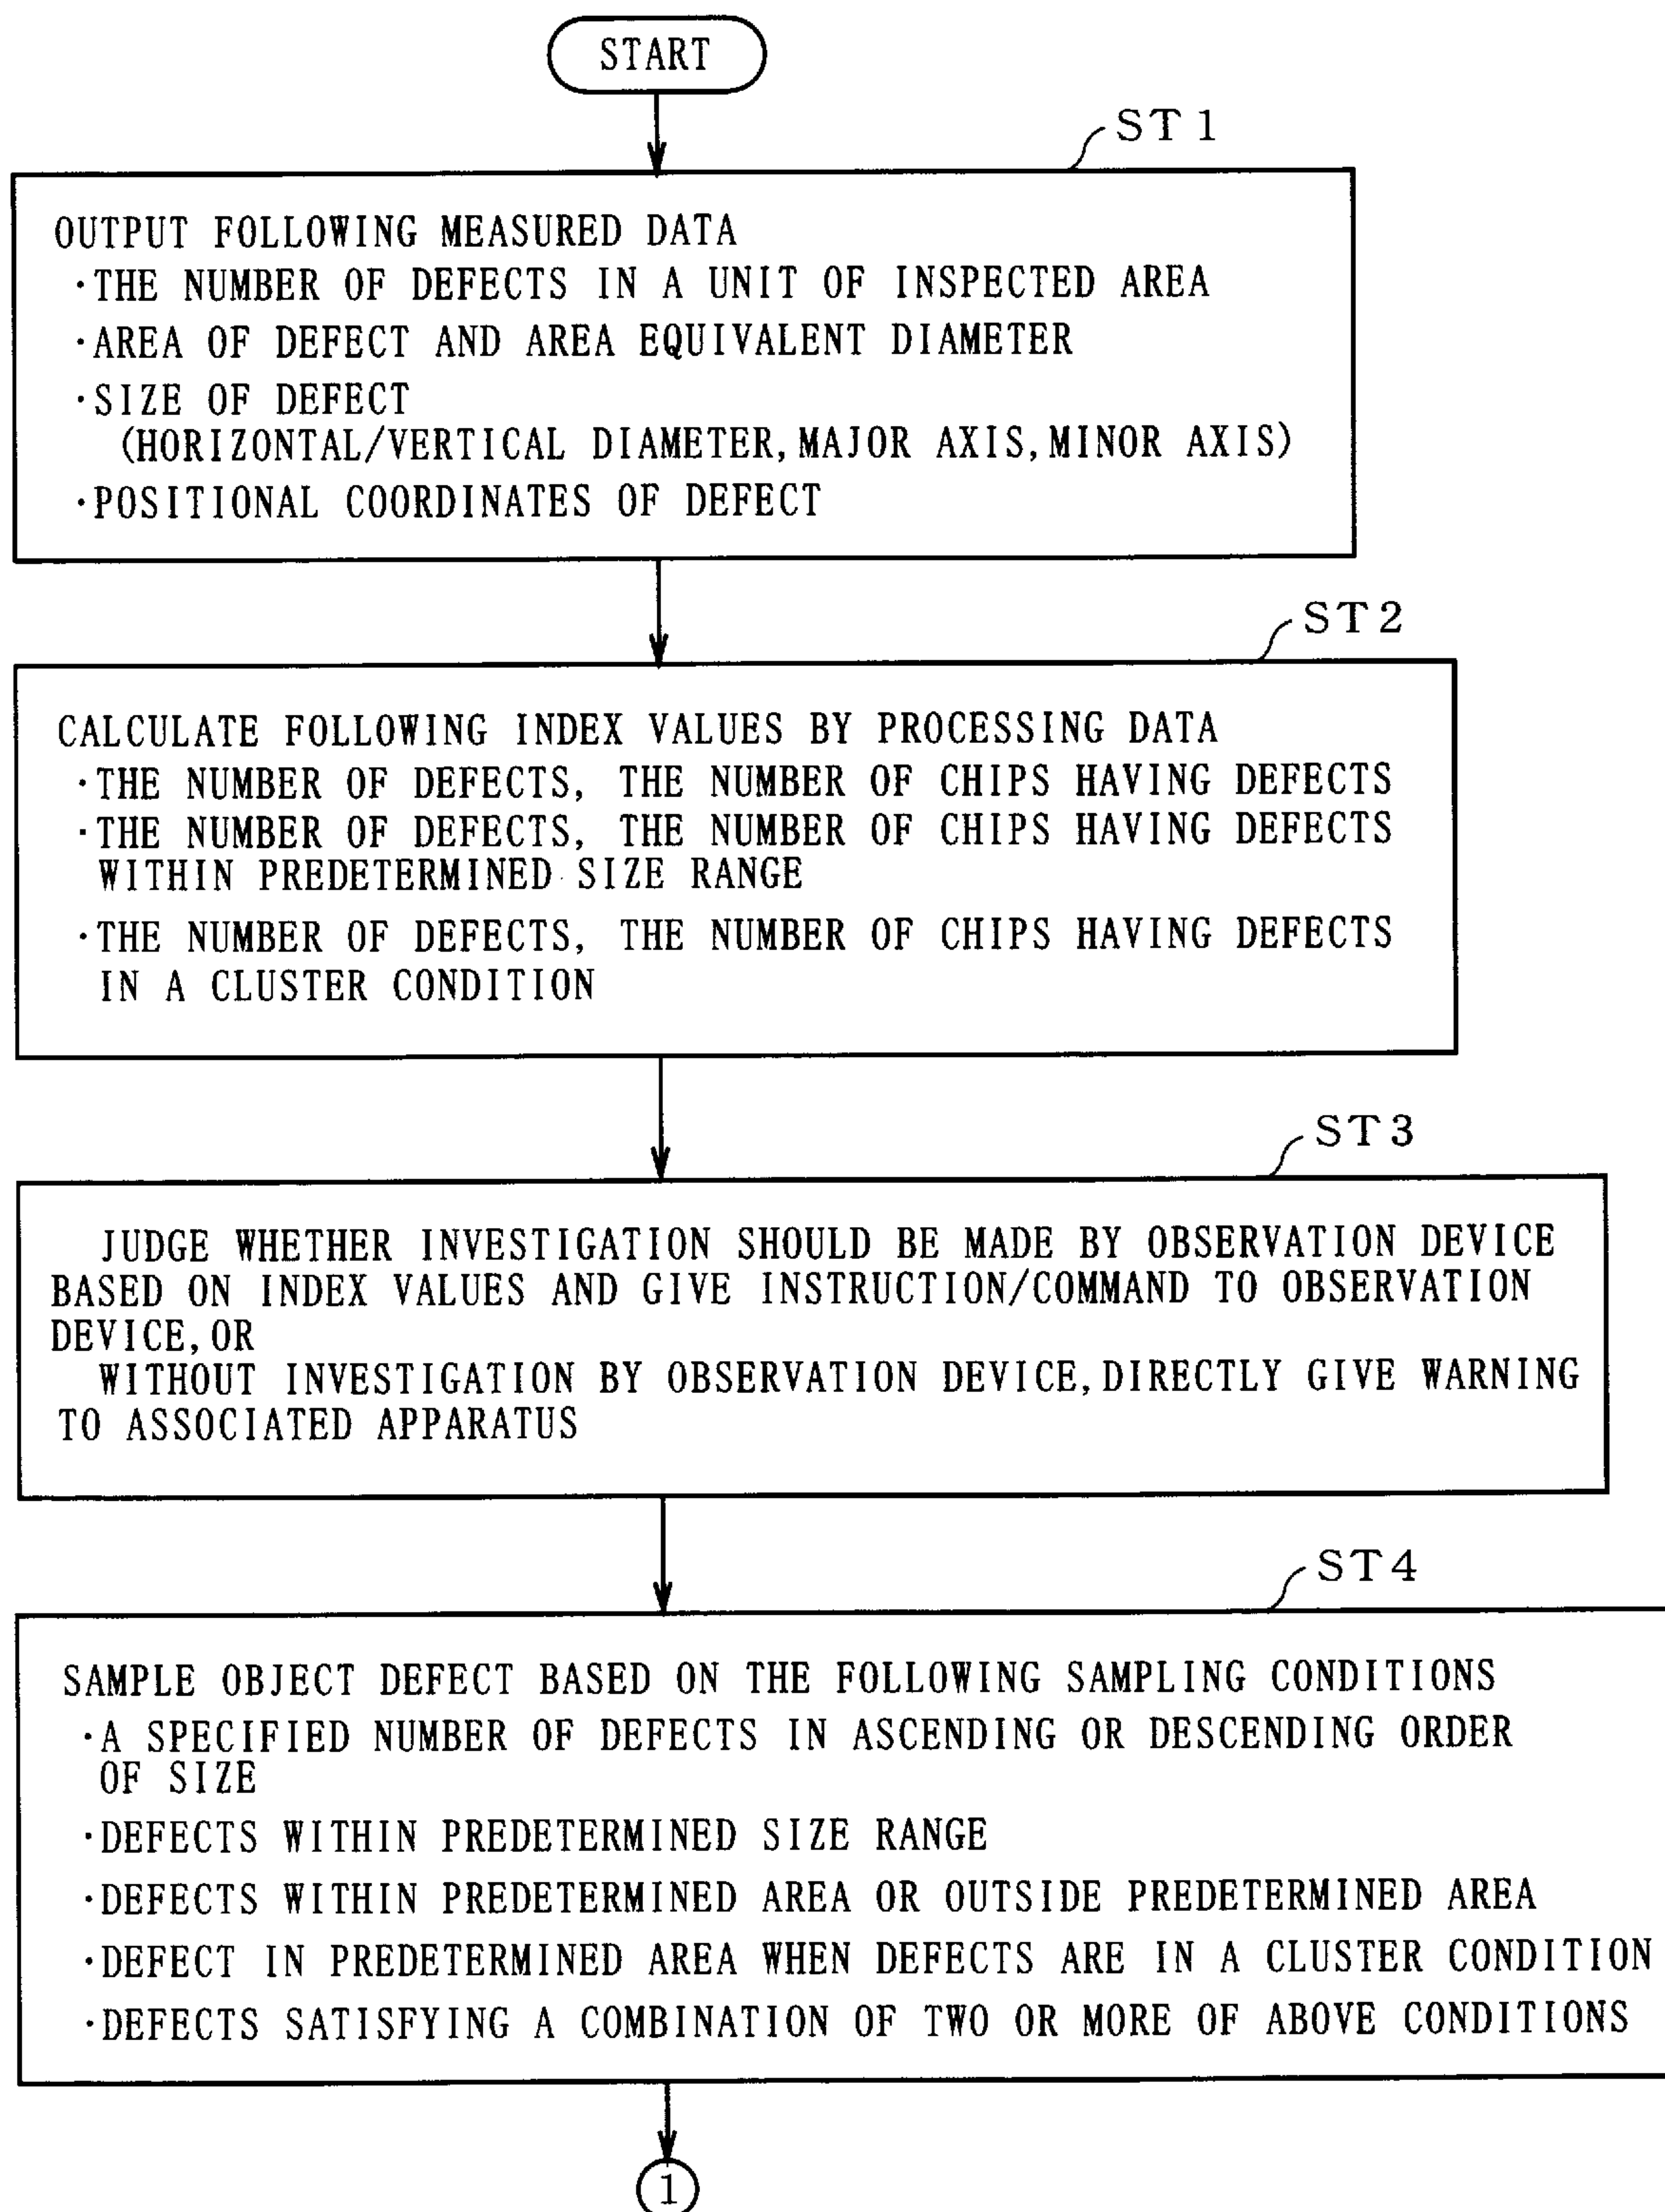 START
ST1
OUTPUT FOLLOWING MEASURED DATA
·THE NUMBER OF DEFECTS IN A UNIT OF INSPECTED AREA
·AREA OF DEFECT AND AREA EQUIVALENT DIAMETER
·SIZE OF DEFECT
(HORIZONTAL/VERTICAL DIAMETER,MAJOR AXIS,MINOR AXIS)
·POSITIONAL COORDINATES OF DEFECT
ST2
CALCULATE FOLLOWING INDEX VALUES BY PROCESSING DATA
·THE NUMBER OF DEFECTS, THE NUMBER OF CHIPS HAVING DEFECTS
·THE NUMBER OF DEFECTS, THE NUMBER OF CHIPS HAVING DEFECTS
WITHIN PREDETERMINED SIZE RANGE
·THE NUMBER OF DEFECTS, THE NUMBER OF CHIPS HAVING DEFECTS
IN A CLUSTER CONDITION
ST3
JUDGE WHETHER INVESTIGATION SHOULD BE MADE BY OBSERVATION DEVICE
BASED ON INDEX VALUES AND GIVE INSTRUCTION/COMMAND TO OBSERVATION
DEVICE,OR
WITHOUT INVESTIGATION BY OBSERVATION DEVICE,DIRECTLY GIVE WARNING
TO ASSOCIATED APPARATUS
ST4
SAMPLE OBJECT DEFECT BASED ON THE FOLLOWING SAMPLING CONDITIONS
·A SPECIFIED NUMBER OF DEFECTS IN ASCENDING OR DESCENDING ORDER
OF SIZE
·DEFECTS WITHIN PREDETERMINED SIZE RANGE
·DEFECTS WITHIN PREDETERMINED AREA OR OUTSIDE PREDETERMINED AREA
·DEFECT IN PREDETERMINED AREA WHEN DEFECTS ARE IN A CLUSTER CONDITION
·DEFECTS SATISFYING A COMBINATION OF TWO OR MORE OF ABOVE CONDITIONS
1